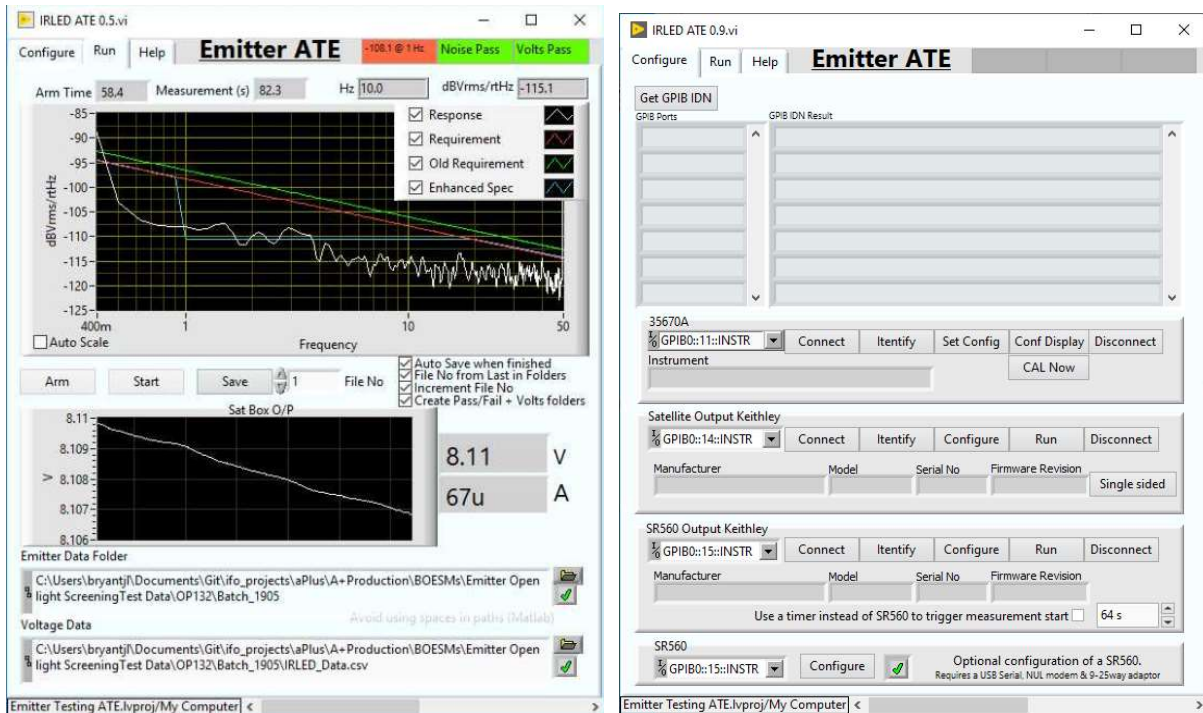 IRLED ATE 0.5.vi
Configure Run Help Emitter ATE -108.1 @ 1 Hz Noise Pass Volts Pass
Arm Time 58.4 Measurement (s) 82.3 Hz 10.0 dBVrms/rtHz -115.1
Response
Requirement
Old Requirement
Enhanced Spec
dBVrms/rtHz
-85
-90
-95
-100
-105
-110
-115
-120
-125
400m 1 10 50
Auto Scale Frequency
Auto Save when finished
File No from Last in Folders
Increment File No
Create Pass/Fail + Volts folders
Arm Start Save 1 File No
Sat Box O/P
V
8.11
8.109
8.108
8.107
8.106
8.11 V
67u A
Emitter Data Folder
C:\Users\bryantjl\Documents\Git\ifo_projects\aPlus\A+Production\BOESMs\Emitter Open
light ScreeningTest Data\OP132\Batch_1905
Avoid using spaces in paths (Matlab)
Voltage Data
C:\Users\bryantjl\Documents\Git\ifo_projects\aPlus\A+Production\BOESMs\Emitter Open
light ScreeningTest Data\OP132\Batch_1905\IRLED_Data.csv
Emitter Testing ATE.lvproj/My Computer
IRLED ATE 0.9.vi
Configure Run Help Emitter ATE
Get GPIB IDN
GPIB Ports GPIB IDN Result
35670A
GPIB0::11::INSTR Connect Itentify Set Config Conf Display Disconnect
Instrument
CAL Now
Satellite Output Keithley
GPIB0::14::INSTR Connect Itentify Configure Run Disconnect
Manufacturer Model Serial No Firmware Revision
Single sided
SR560 Output Keithley
GPIB0::15::INSTR Connect Itentify Configure Run Disconnect
Manufacturer Model Serial No Firmware Revision
Use a timer instead of SR560 to trigger measurement start 64 s
SR560
GPIB0::15::INSTR Configure Optional configuration of a SR560.
Requires a USB Serial, NUL modem & 9-25way adaptor
Emitter Testing ATE.lvproj/My Computer